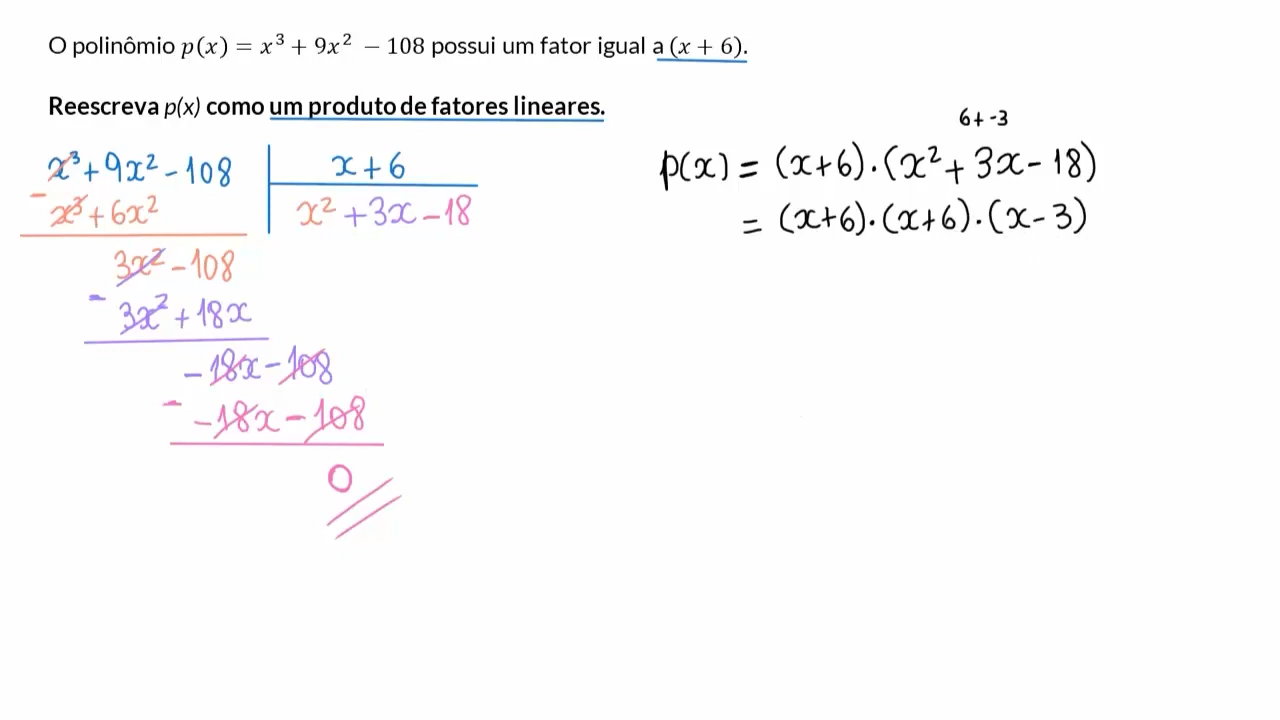 O polinômio p(x) = x³ + 9x² − 108 possui um fator igual a (x + 6).
Reescreva p(x) como um produto de fatores lineares.
x³ + 9x² - 108 | x + 6
- x³ + 6x² x² + 3x - 18
3x² - 108
- 3x² + 18x
- 18x - 108
- - 18x - 108
0
6 + -3
p(x) = (x+6)·(x² + 3x - 18)
= (x+6)·(x+6)·(x-3)